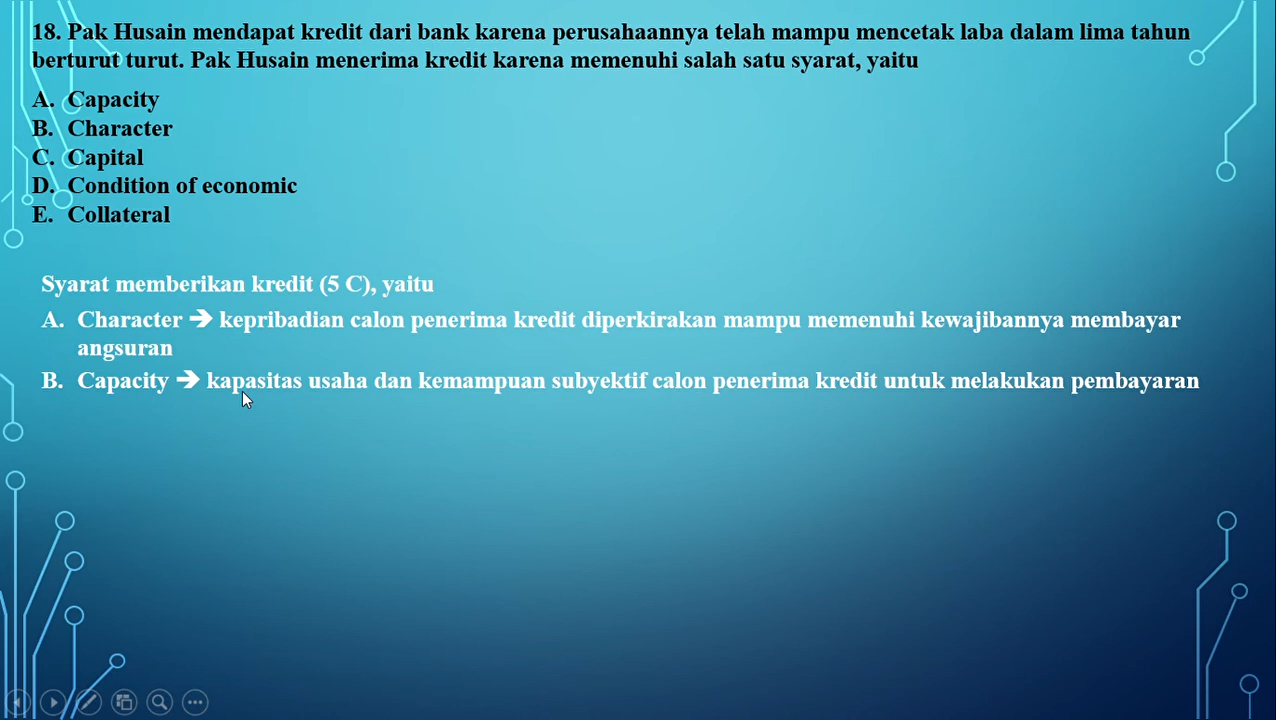 18. Pak Husain mendapat kredit dari bank karena perusahaannya telah mampu mencetak laba dalam lima tahun
berturut turut. Pak Husain menerima kredit karena memenuhi salah satu syarat, yaitu
A. Capacity
B. Character
C. Capital
D. Condition of economic
E. Collateral
Syarat memberikan kredit (5 C), yaitu
A. Character ➔ kepribadian calon penerima kredit diperkirakan mampu memenuhi kewajibannya membayar
angsuran
B. Capacity ➔ kapasitas usaha dan kemampuan subyektif calon penerima kredit untuk melakukan pembayaran